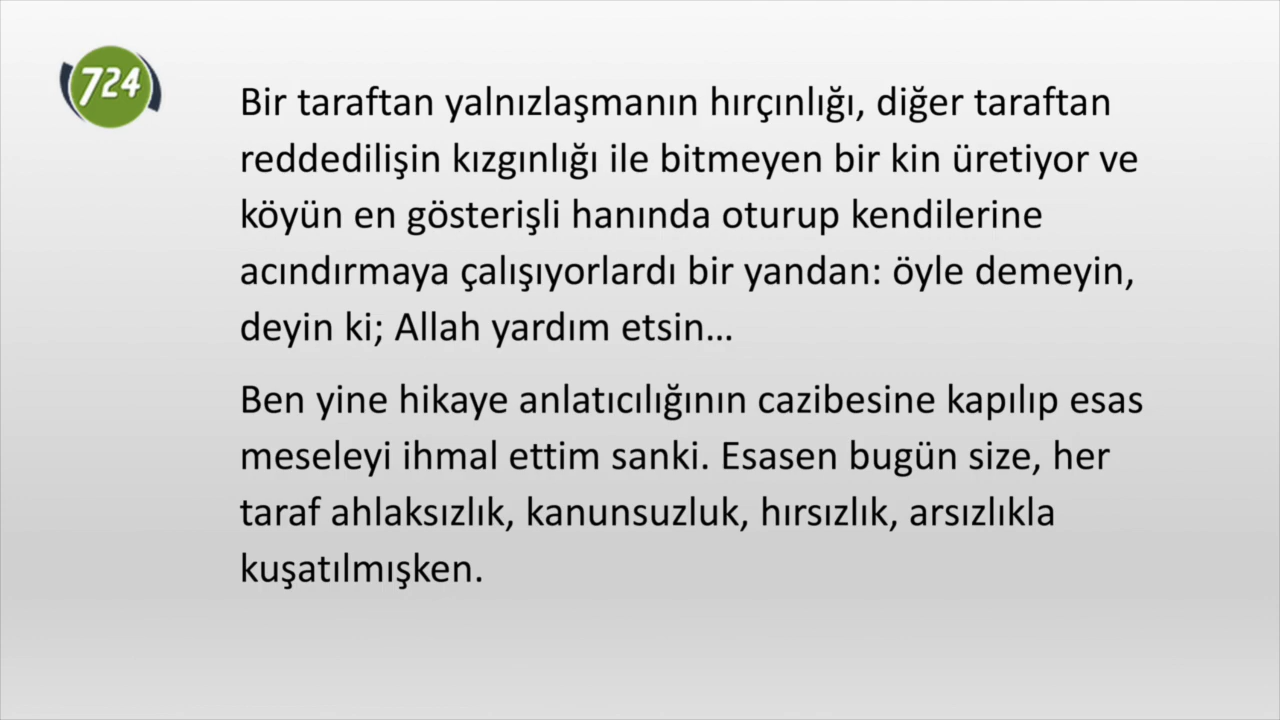 724
Bir taraftan yalnızlaşmanın hırçınlığı, diğer taraftan
reddedilişin kızgınlığı ile bitmeyen bir kin üretiyor ve
köyün en gösterişli hanında oturup kendilerine
acındırmaya çalışıyorlardı bir yandan: öyle demeyin,
deyin ki; Allah yardım etsin…
Ben yine hikaye anlatıcılığının cazibesine kapılıp esas
meseleyi ihmal ettim sanki. Esasen bugün size, her
taraf ahlaksızlık, kanunsuzluk, hırsızlık, arsızlıkla
kuşatılmışken.